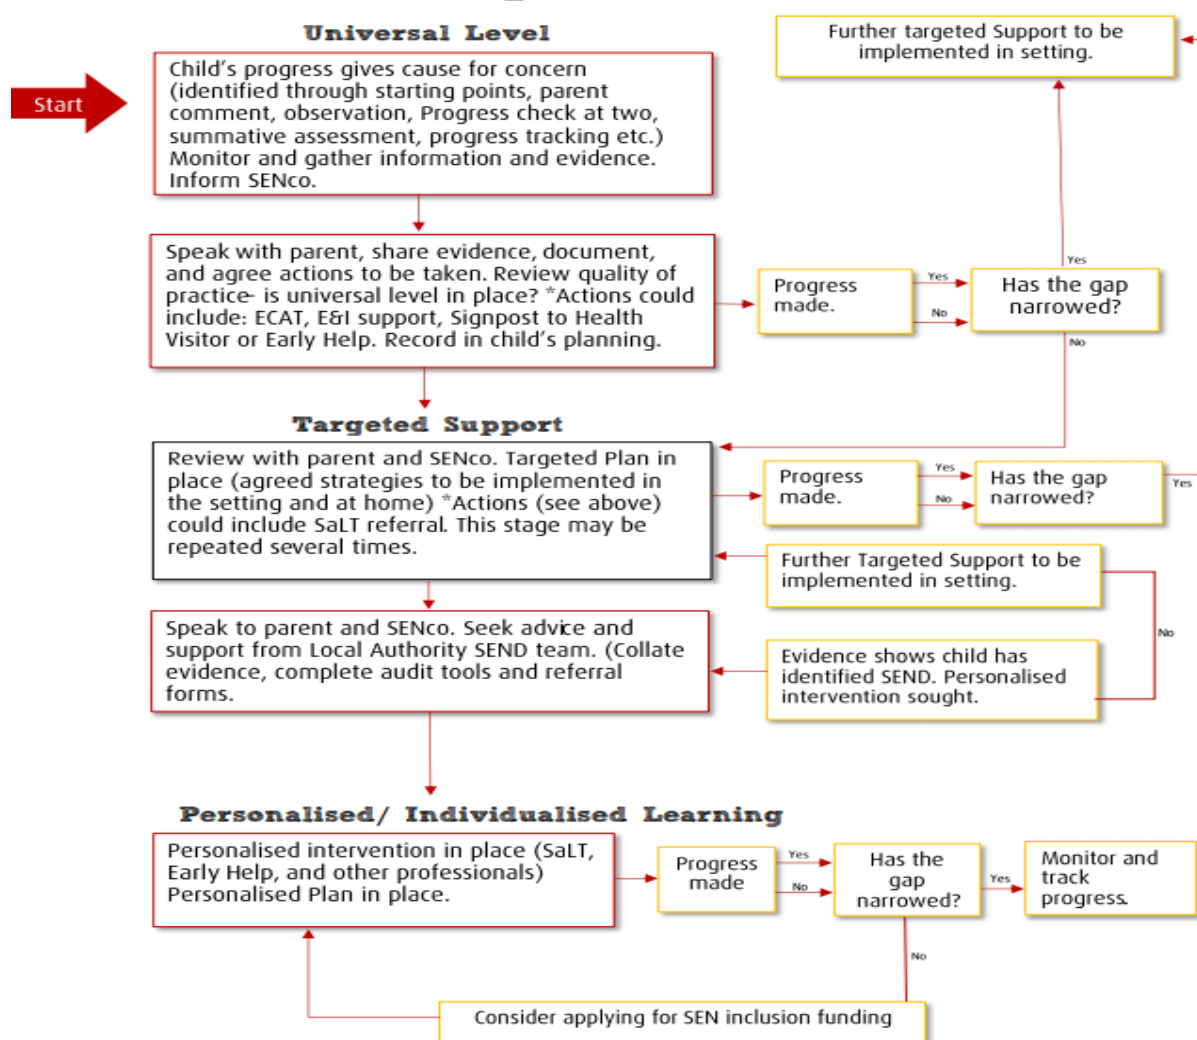 Universal Level
Further targeted Support to be
implemented in setting.
Start
Child's progress gives cause for concern
(identified through starting points, parent
comment, observation, Progress check at two,
summative assessment, progress tracking etc.)
Monitor and gather information and evidence.
Inform SENco.
Speak with parent, share evidence, document,
and agree actions to be taken. Review quality of
practice- is universal level in place? *Actions could
include: ECAT, E&I support, Signpost to Health
Visitor or Early Help. Record in child's planning.
Progress
made.
Yes
No
Yes
Has the gap
narrowed?
No
Targeted Support
Review with parent and SENco. Targeted Plan in
place (agreed strategies to be implemented in
the setting and at home) *Actions (see above)
could include SaLT referral. This stage may be
repeated several times.
Progress
made.
Yes
No
Has the gap
narrowed?
Yes
Further Targeted Support to be
implemented in setting.
No
Speak to parent and SENco. Seek advice and
support from Local Authority SEND team. (Collate
evidence, complete audit tools and referral
forms.
Evidence shows child has
identified SEND. Personalised
intervention sought.
Personalised/ Individualised Learning
Personalised intervention in place (SaLT,
Early Help, and other professionals)
Personalised Plan in place.
Progress
made
Yes
No
Has the
gap
narrowed?
Yes
Monitor and
track
progress.
No
Consider applying for SEN inclusion funding